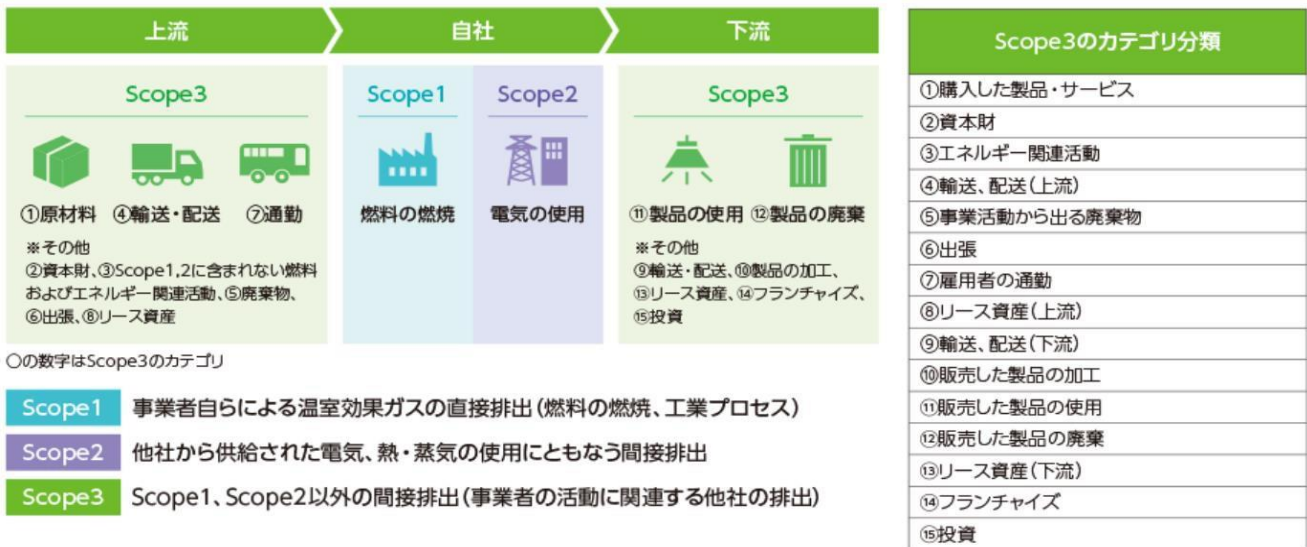 上流
自社
下流
Scope3
①原材料 ④輸送・配送 ⑦通勤
※その他
②資本財、③Scope1,2に含まれない燃料
およびエネルギー関連活動、⑤廃棄物、
⑥出張、⑧リース資産
Scope1
燃料の燃焼
Scope2
電気の使用
Scope3
⑪製品の使用 ⑫製品の廃棄
※その他
⑨輸送・配送、⑩製品の加工、
⑬リース資産、⑭フランチャイズ、
⑮投資
○の数字はScope3のカテゴリ
Scope1 事業者自らによる温室効果ガスの直接排出(燃料の燃焼、工業プロセス)
Scope2 他社から供給された電気、熱・蒸気の使用にともなう間接排出
Scope3 Scope1、Scope2以外の間接排出(事業者の活動に関連する他社の排出)
Scope3のカテゴリ分類
①購入した製品・サービス
②資本財
③エネルギー関連活動
④輸送、配送(上流)
⑤事業活動から出る廃棄物
⑥出張
⑦雇用者の通勤
⑧リース資産(上流)
⑨輸送、配送(下流)
⑩販売した製品の加工
⑪販売した製品の使用
⑫販売した製品の廃棄
⑬リース資産(下流)
⑭フランチャイズ
⑮投資